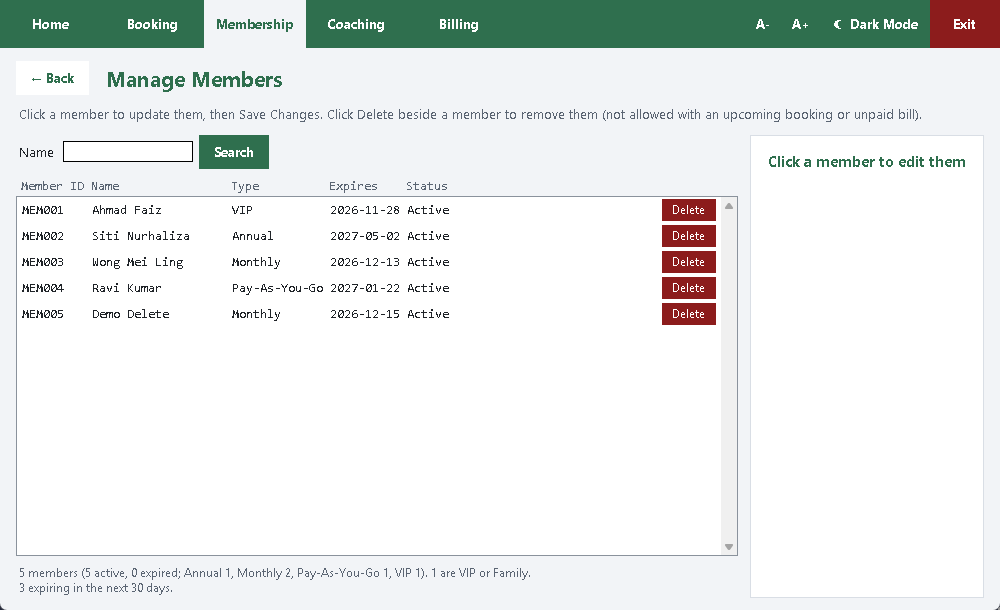 Home Booking Membership Coaching Billing A- A+ ☾ Dark Mode Exit
← Back Manage Members
Click a member to update them, then Save Changes. Click Delete beside a member to remove them (not allowed with an upcoming booking or unpaid bill).
Name Search
Click a member to edit them
Member ID Name Type Expires Status
MEM001 Ahmad Faiz VIP 2026-11-28 Active Delete
MEM002 Siti Nurhaliza Annual 2027-05-02 Active Delete
MEM003 Wong Mei Ling Monthly 2026-12-13 Active Delete
MEM004 Ravi Kumar Pay-As-You-Go 2027-01-22 Active Delete
MEM005 Demo Delete Monthly 2026-12-15 Active Delete
5 members (5 active, 0 expired; Annual 1, Monthly 2, Pay-As-You-Go 1, VIP 1). 1 are VIP or Family.
3 expiring in the next 30 days.